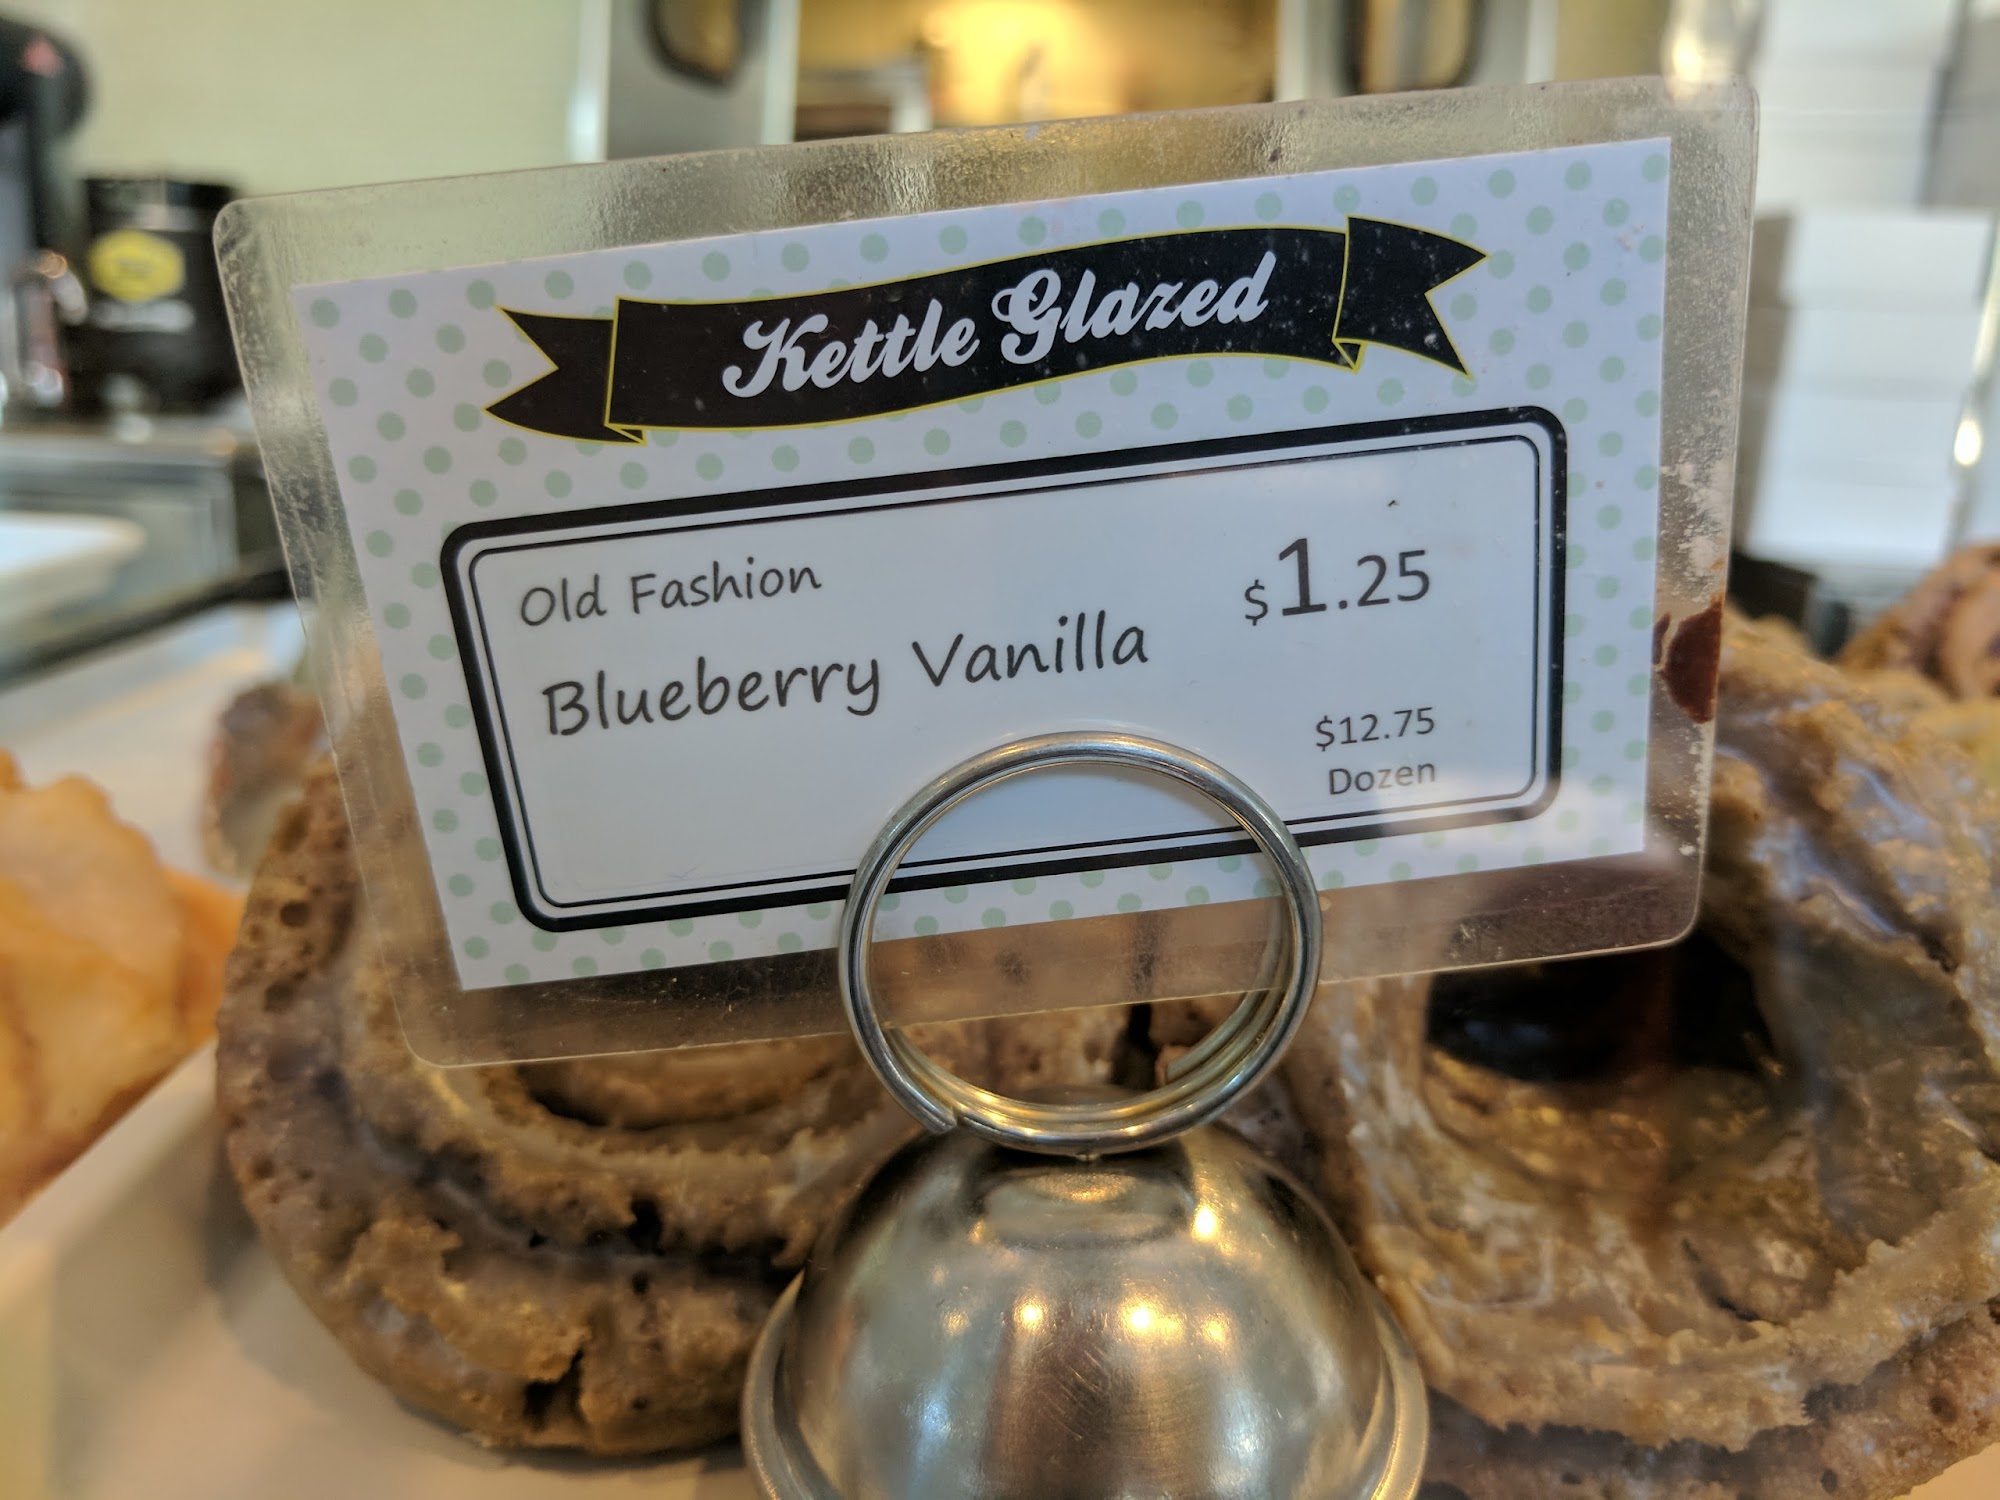 Kettle Glazed
Old Fashion
Blueberry Vanilla
$1.25
$12.75
Dozen